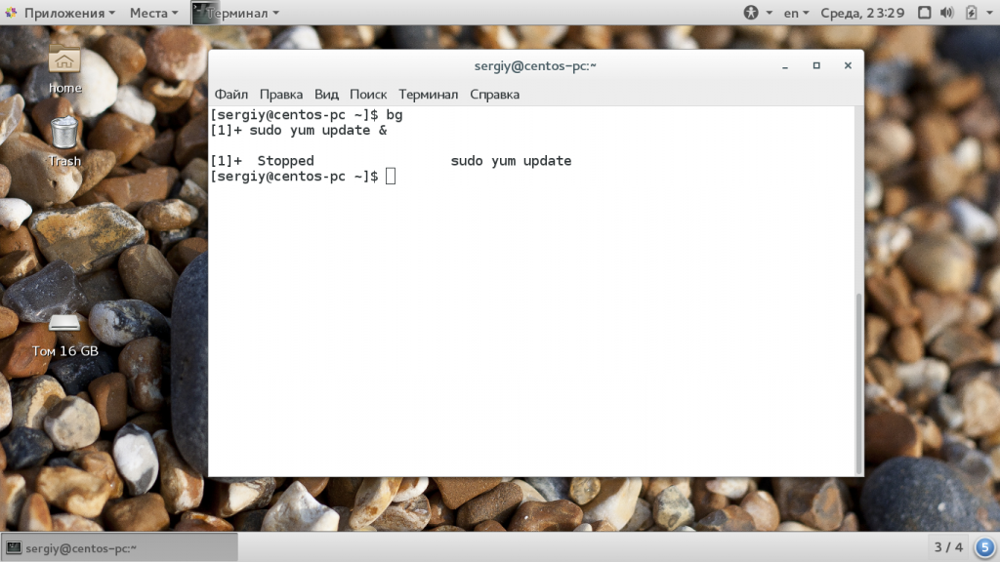 Приложения Места Терминал en Среда, 23:29
home
Trash
Том 16 GB
sergiy@centos-pc:~
Файл Правка Вид Поиск Терминал Справка
[sergiy@centos-pc ~]$ bg
[1]+ sudo yum update &
[1]+  Stopped                 sudo yum update
[sergiy@centos-pc ~]$
sergiy@centos-pc:~ 3 / 4 5